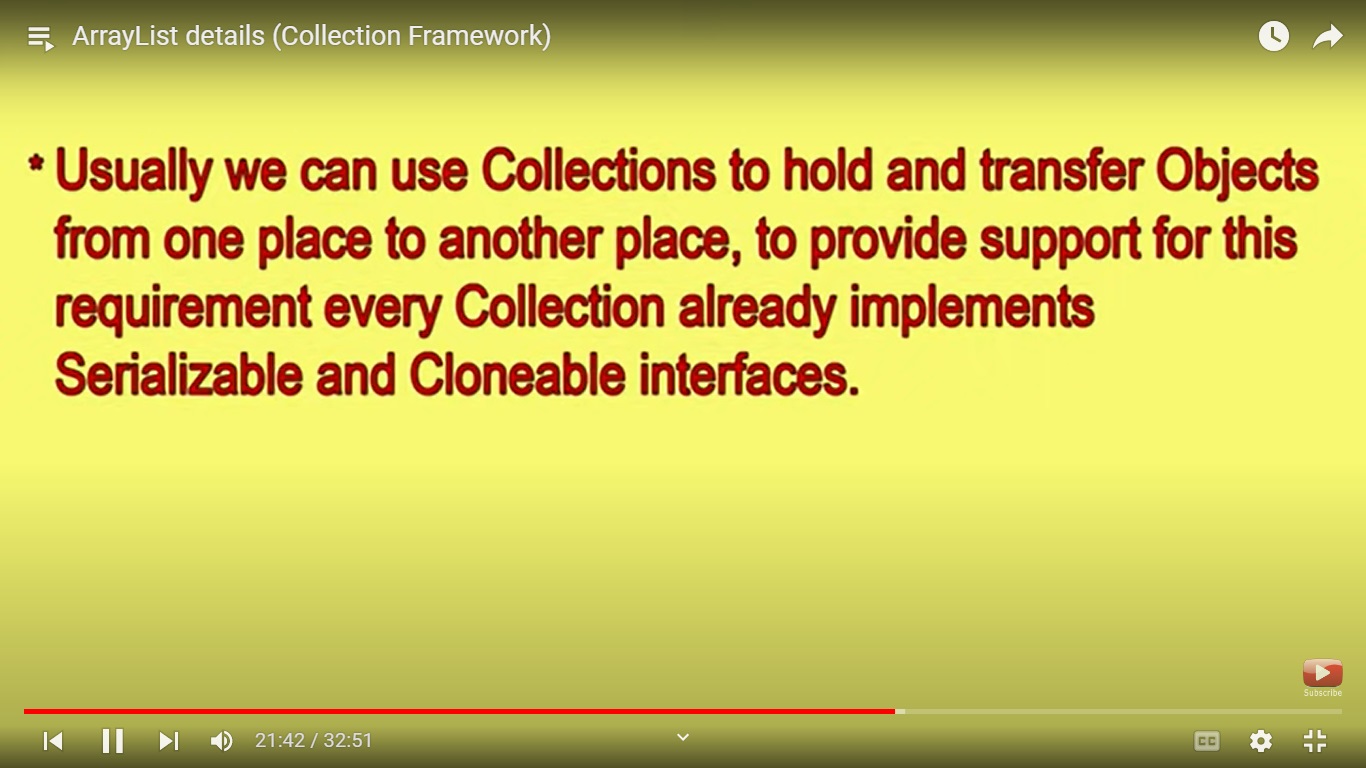 ArrayList details (Collection Framework)
* Usually we can use Collections to hold and transfer Objects
from one place to another place, to provide support for this
requirement every Collection already implements
Serializable and Cloneable interfaces.
Subscribe
21:42 / 32:51
CC